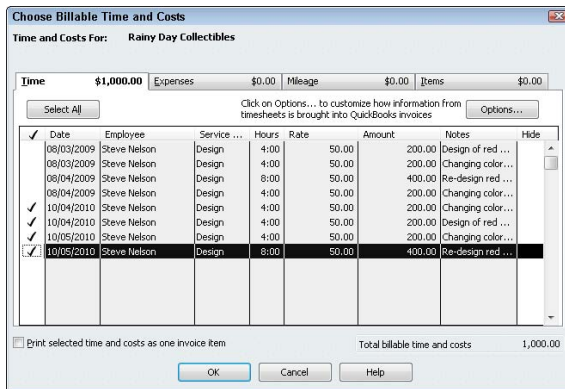 Choose Billable Time and Costs
Time and Costs For: Rainy Day Collectibles
Time $1,000.00 Expenses $0.00 Mileage $0.00 Items $0.00
Select All
Click on Options... to customize how information from
timesheets is brought into QuickBooks invoices
Options...
✓ Date Employee Service ... Hours Rate Amount Notes Hide
08/03/2009 Steve Nelson Design 4:00 50.00 200.00 Design of red ...
08/03/2009 Steve Nelson Design 4:00 50.00 200.00 Changing color...
08/04/2009 Steve Nelson Design 8:00 50.00 400.00 Re-design red ...
08/04/2009 Steve Nelson Design 4:00 50.00 200.00 Changing color...
✓ 10/04/2010 Steve Nelson Design 4:00 50.00 200.00 Changing color...
✓ 10/04/2010 Steve Nelson Design 4:00 50.00 200.00 Design of red ...
✓ 10/05/2010 Steve Nelson Design 4:00 50.00 200.00 Changing color...
✓ 10/05/2010 Steve Nelson Design 8:00 50.00 400.00 Re-design red ...
Print selected time and costs as one invoice item
Total billable time and costs 1,000.00
OK Cancel Help